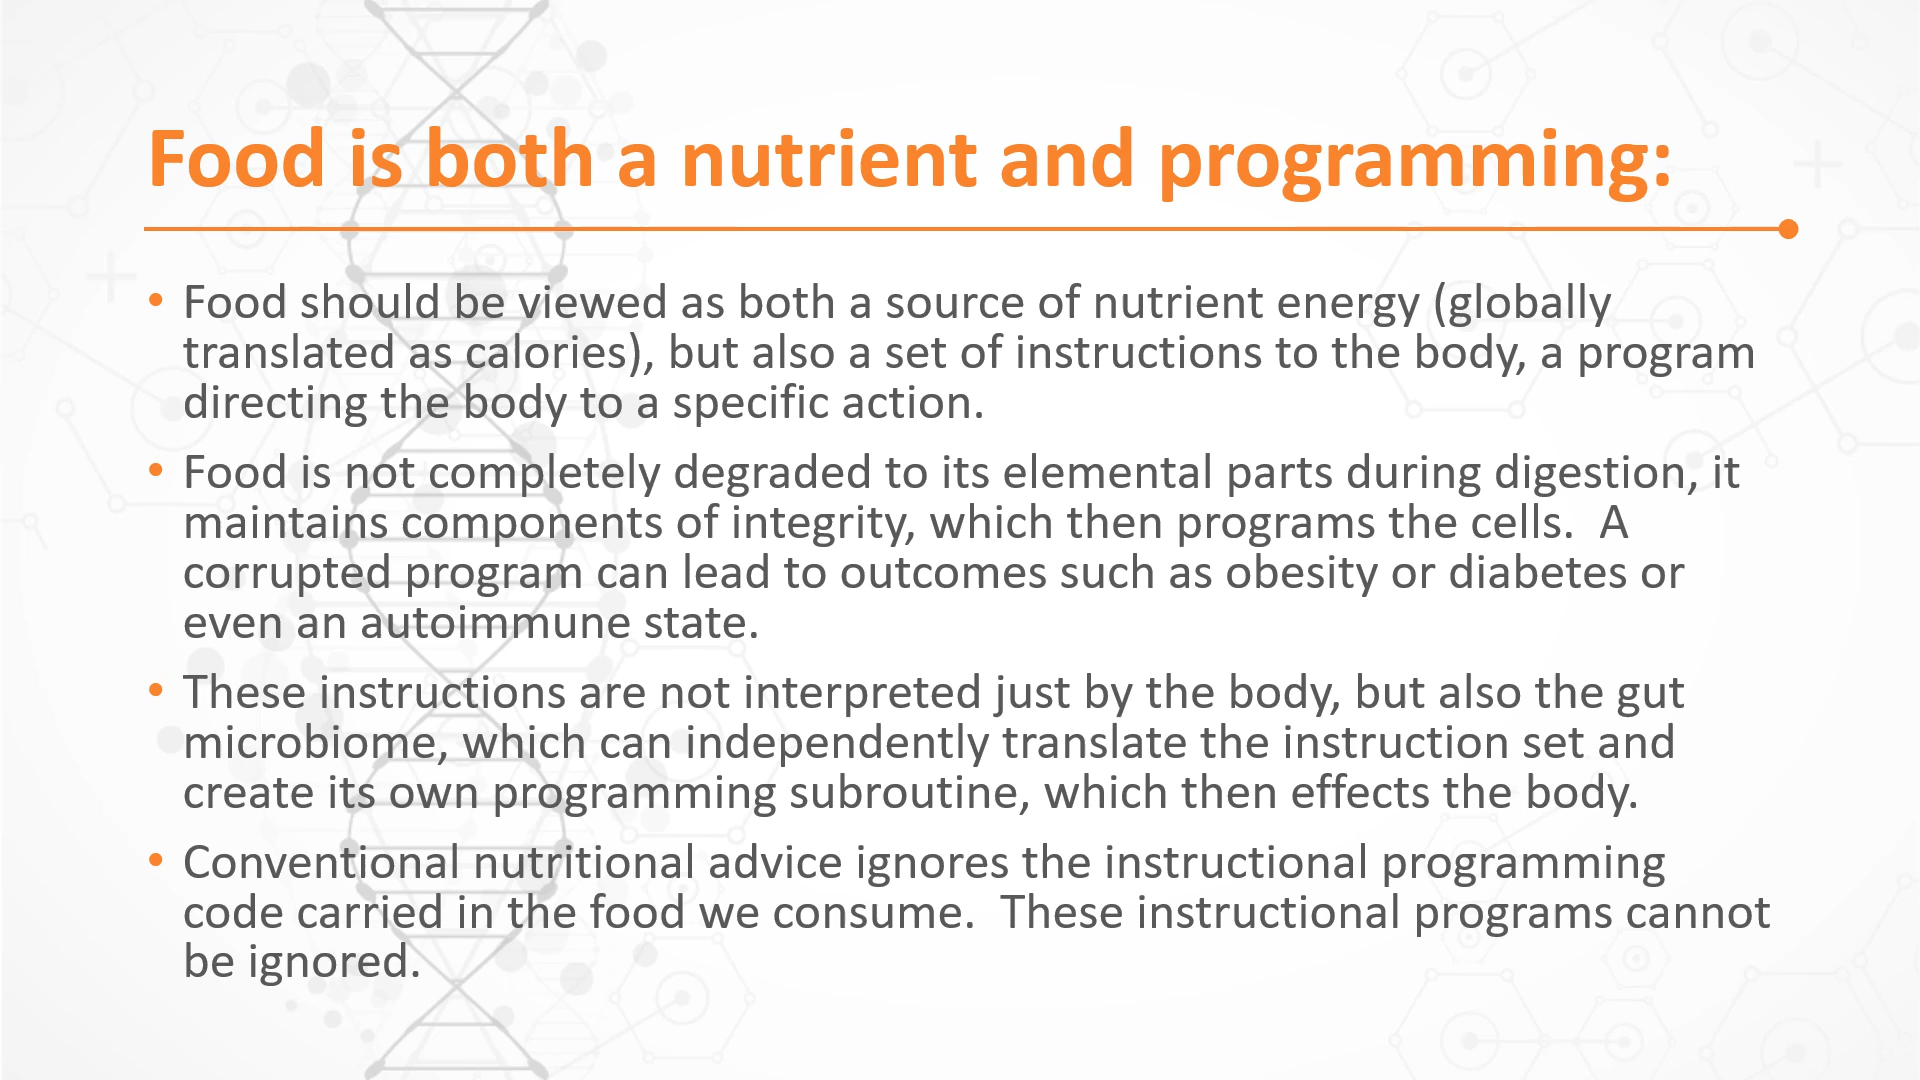 Food is both a nutrient and programming:
• Food should be viewed as both a source of nutrient energy (globally
translated as calories), but also a set of instructions to the body, a program
directing the body to a specific action.
• Food is not completely degraded to its elemental parts during digestion, it
maintains components of integrity, which then programs the cells.  A
corrupted program can lead to outcomes such as obesity or diabetes or
even an autoimmune state.
• These instructions are not interpreted just by the body, but also the gut
microbiome, which can independently translate the instruction set and
create its own programming subroutine, which then effects the body.
• Conventional nutritional advice ignores the instructional programming
code carried in the food we consume.  These instructional programs cannot
be ignored.